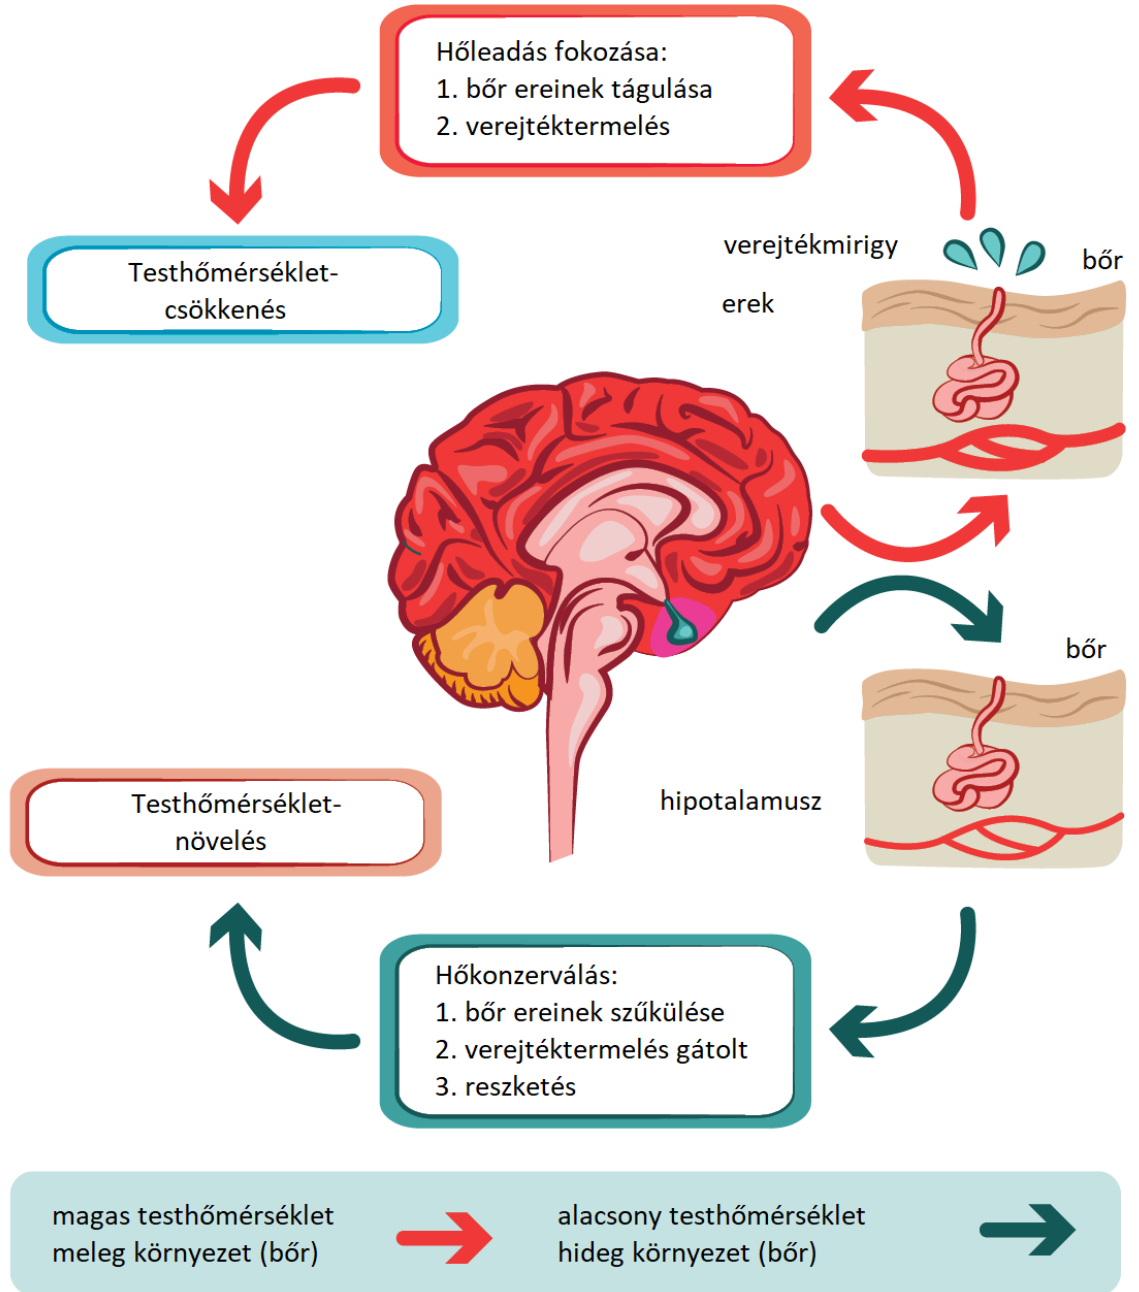 Hőleadás fokozása:
1. bőr ereinek tágulása
2. verejtéktermelés
verejtékmirigy
bőr
erek
Testhőmérséklet-
csökkenés
bőr
hipotalamusz
Testhőmérséklet-
növelés
Hőkonzerválás:
1. bőr ereinek szűkülése
2. verejtéktermelés gátolt
3. reszketés
magas testhőmérséklet
meleg környezet (bőr)
alacsony testhőmérséklet
hideg környezet (bőr)